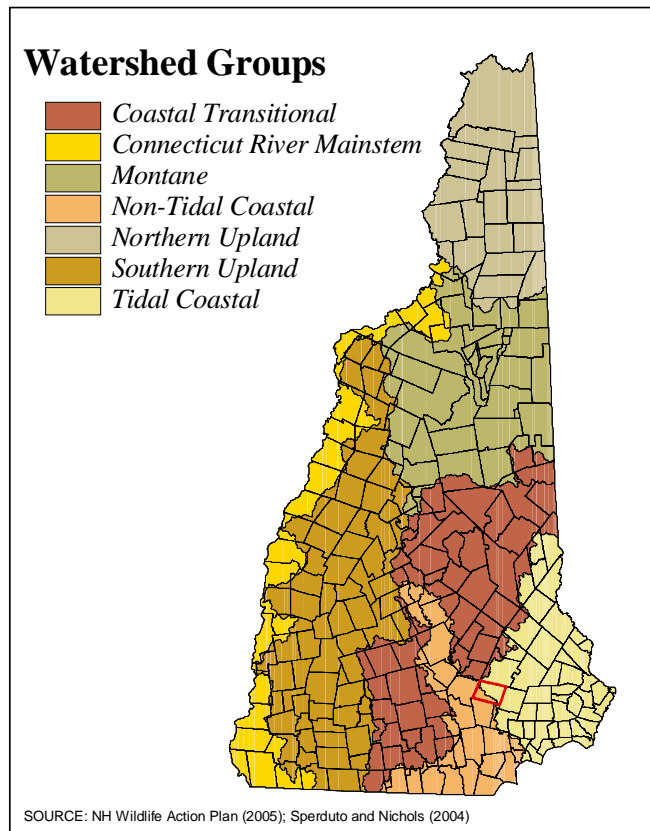 Watershed Groups
Coastal Transitional
Connecticut River Mainstem
Montane
Non-Tidal Coastal
Northern Upland
Southern Upland
Tidal Coastal
SOURCE: NH Wildlife Action Plan (2005); Sperduto and Nichols (2004)